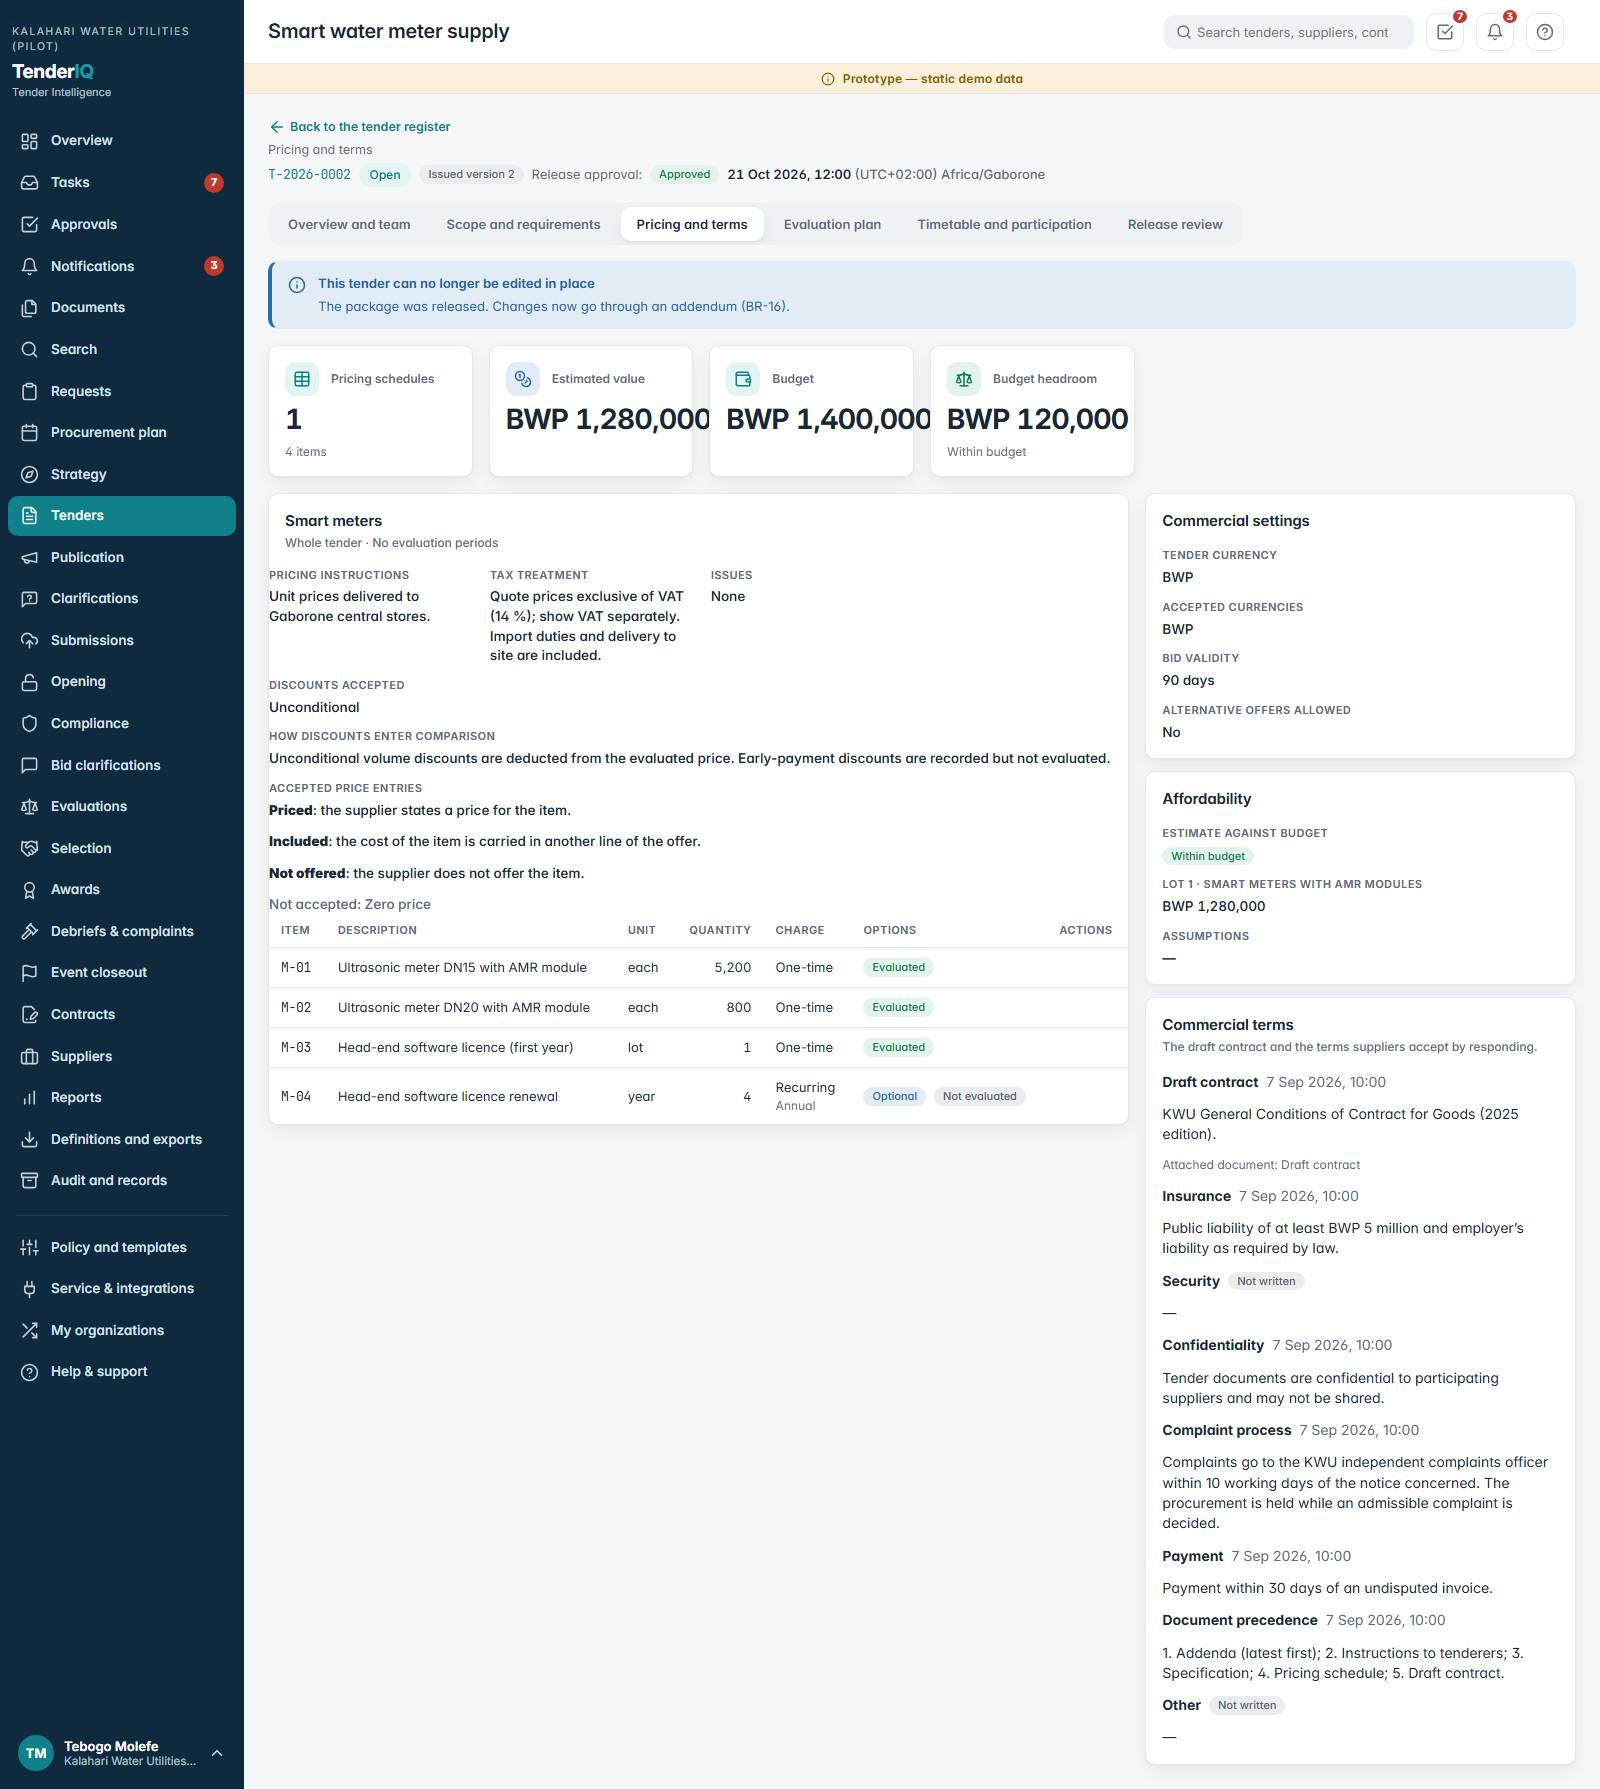 KALAHARI WATER UTILITIES
(PILOT)
TenderIQ
Tender Intelligence
Overview
Tasks 7
Approvals
Notifications 3
Documents
Search
Requests
Procurement plan
Strategy
Tenders
Publication
Clarifications
Submissions
Opening
Compliance
Bid clarifications
Evaluations
Selection
Awards
Debriefs & complaints
Event closeout
Contracts
Suppliers
Reports
Definitions and exports
Audit and records
Policy and templates
Service & integrations
My organizations
Help & support
TM
Tebogo Molefe
Kalahari Water Utilities...
Smart water meter supply
Search tenders, suppliers, cont
7
3
Prototype — static demo data
Back to the tender register
Pricing and terms
T-2026-0002 Open Issued version 2 Release approval: Approved 21 Oct 2026, 12:00 (UTC+02:00) Africa/Gaborone
Overview and team Scope and requirements Pricing and terms Evaluation plan Timetable and participation Release review
This tender can no longer be edited in place
The package was released. Changes now go through an addendum (BR-16).
Pricing schedules
1
4 items
Estimated value
BWP 1,280,000
Budget
BWP 1,400,000
Budget headroom
BWP 120,000
Within budget
Smart meters
Whole tender · No evaluation periods
PRICING INSTRUCTIONS
Unit prices delivered to
Gaborone central stores.
TAX TREATMENT
Quote prices exclusive of VAT
(14 %); show VAT separately.
Import duties and delivery to
site are included.
ISSUES
None
DISCOUNTS ACCEPTED
Unconditional
HOW DISCOUNTS ENTER COMPARISON
Unconditional volume discounts are deducted from the evaluated price. Early-payment discounts are recorded but not evaluated.
ACCEPTED PRICE ENTRIES
Priced: the supplier states a price for the item.
Included: the cost of the item is carried in another line of the offer.
Not offered: the supplier does not offer the item.
Not accepted: Zero price
ITEM DESCRIPTION UNIT QUANTITY CHARGE OPTIONS ACTIONS
M-01 Ultrasonic meter DN15 with AMR module each 5,200 One-time Evaluated
M-02 Ultrasonic meter DN20 with AMR module each 800 One-time Evaluated
M-03 Head-end software licence (first year) lot 1 One-time Evaluated
M-04 Head-end software licence renewal year 4 Recurring Annual Optional Not evaluated
Commercial settings
TENDER CURRENCY
BWP
ACCEPTED CURRENCIES
BWP
BID VALIDITY
90 days
ALTERNATIVE OFFERS ALLOWED
No
Affordability
ESTIMATE AGAINST BUDGET
Within budget
LOT 1 · SMART METERS WITH AMR MODULES
BWP 1,280,000
ASSUMPTIONS
—
Commercial terms
The draft contract and the terms suppliers accept by responding.
Draft contract 7 Sep 2026, 10:00
KWU General Conditions of Contract for Goods (2025
edition).
Attached document: Draft contract
Insurance 7 Sep 2026, 10:00
Public liability of at least BWP 5 million and employer’s
liability as required by law.
Security Not written
—
Confidentiality 7 Sep 2026, 10:00
Tender documents are confidential to participating
suppliers and may not be shared.
Complaint process 7 Sep 2026, 10:00
Complaints go to the KWU independent complaints officer
within 10 working days of the notice concerned. The
procurement is held while an admissible complaint is
decided.
Payment 7 Sep 2026, 10:00
Payment within 30 days of an undisputed invoice.
Document precedence 7 Sep 2026, 10:00
1. Addenda (latest first); 2. Instructions to tenderers; 3.
Specification; 4. Pricing schedule; 5. Draft contract.
Other Not written
—